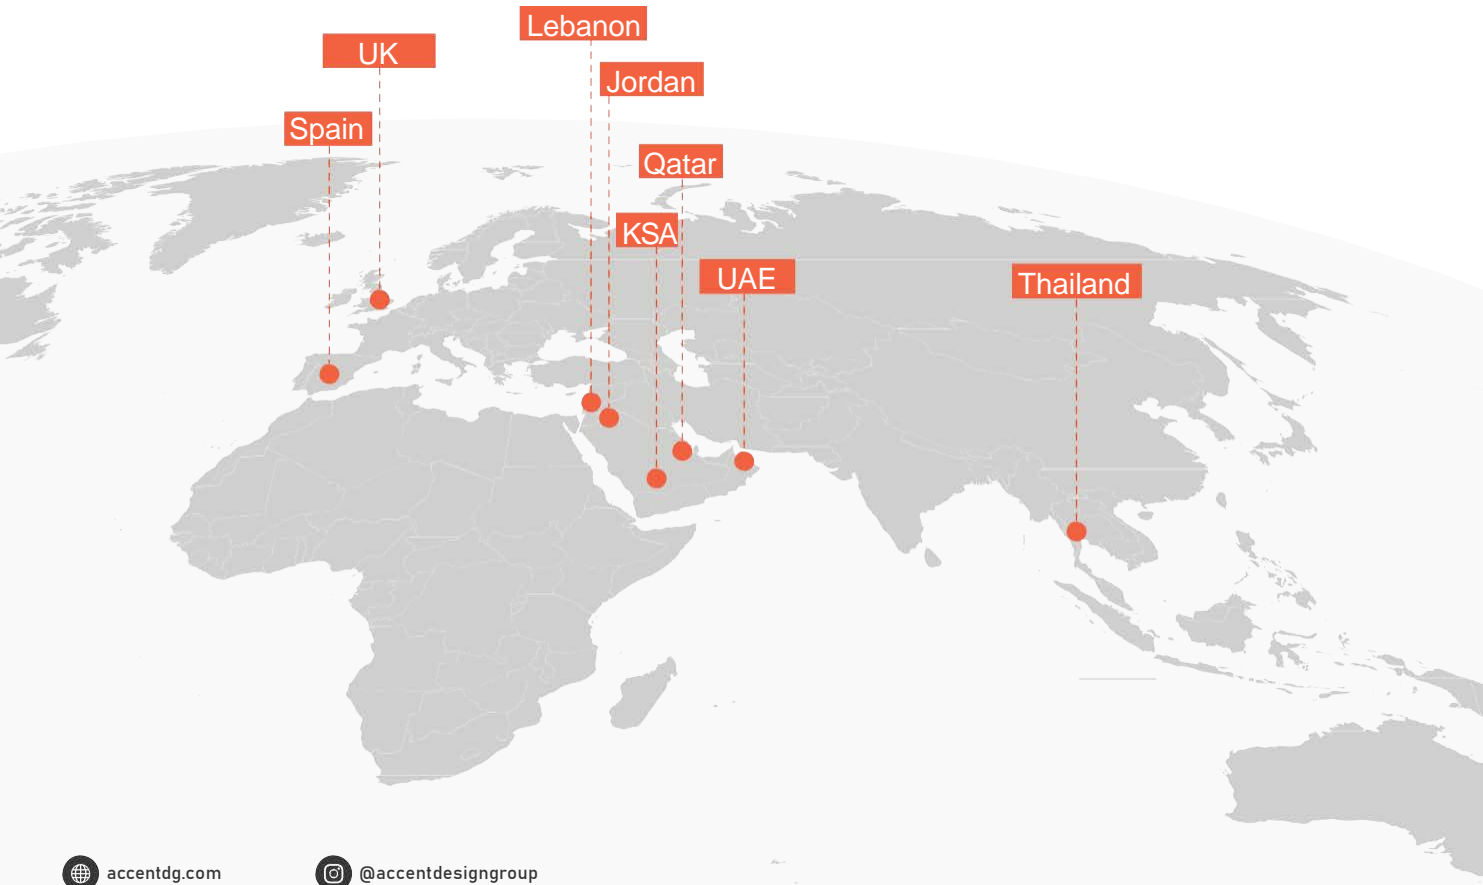 Lebanon
UK
Jordan
Spain
Qatar
KSA
UAE
Thailand
accentdg.com
@accentdesigngroup